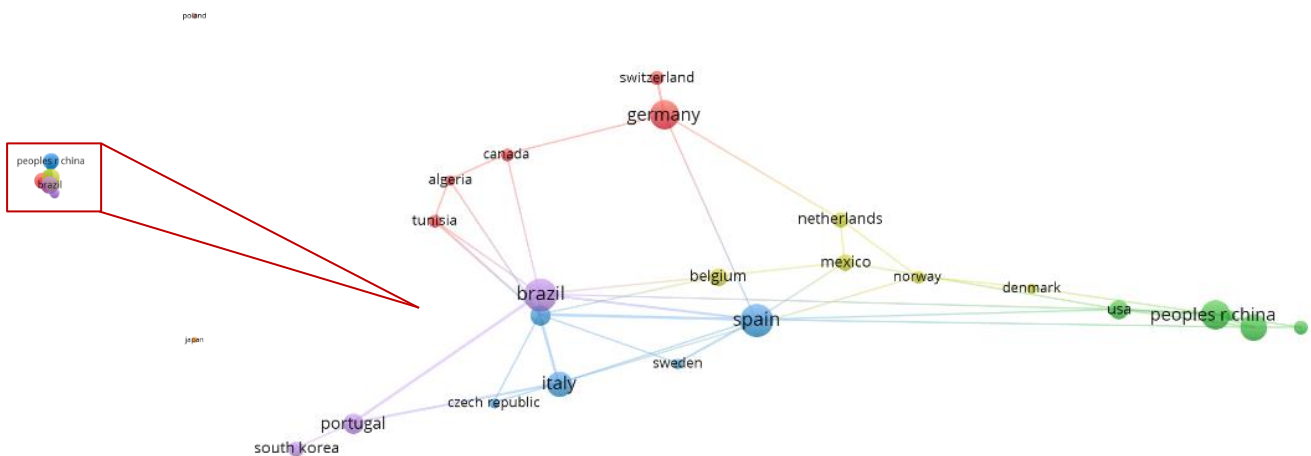 poland
switzerland
germany
canada
peoples r china
algeria
brazil
tunisia
netherlands
mexico
belgium
norway
denmark
brazil
usa
peoples r china
spain
japan
sweden
italy
czech republic
portugal
south korea